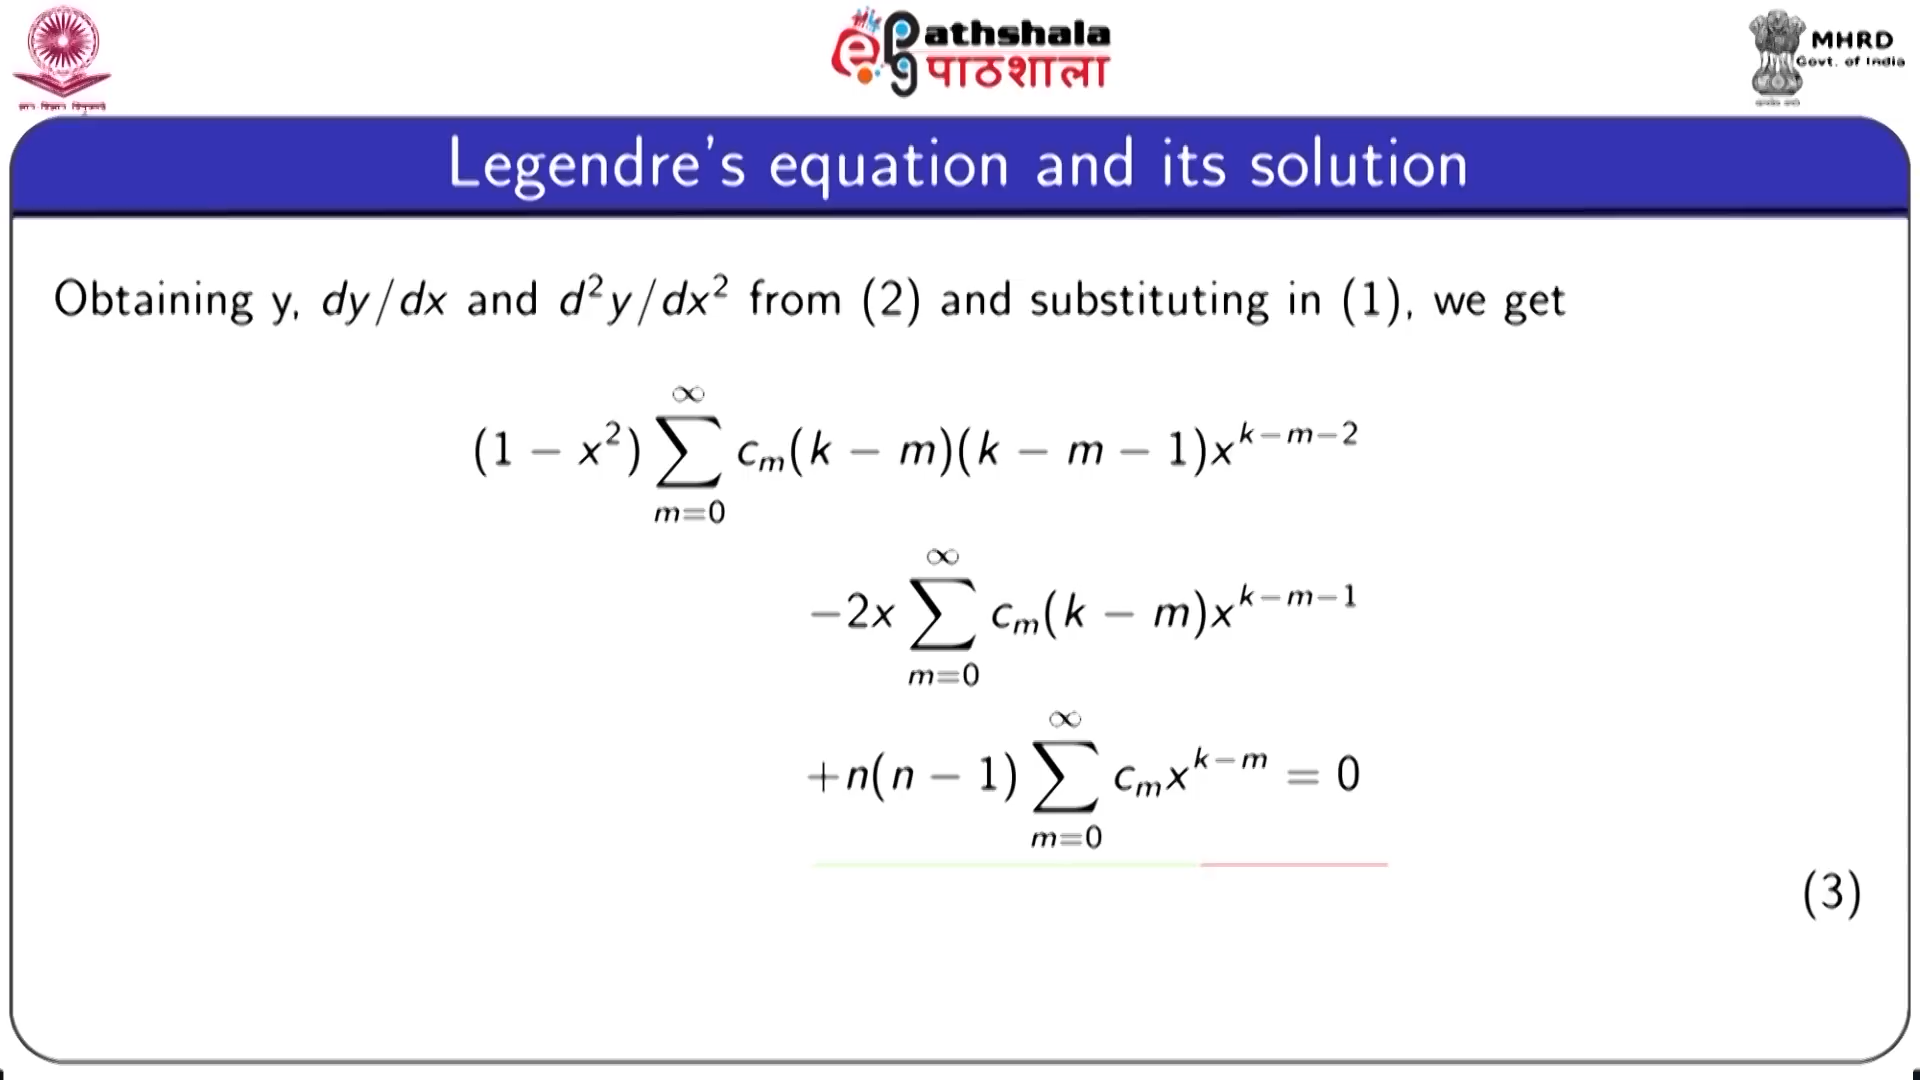 athshala
पाठशाला
MHRD
Govt. of India
Legendre's equation and its solution
Obtaining y, dy/dx and d²y/dx² from (2) and substituting in (1), we get
(1 − x²) ∑_{m=0}^{∞} c_m(k − m)(k − m − 1)x^{k−m−2}
−2x ∑_{m=0}^{∞} c_m(k − m)x^{k−m−1}
+n(n − 1) ∑_{m=0}^{∞} c_m x^{k−m} = 0
(3)